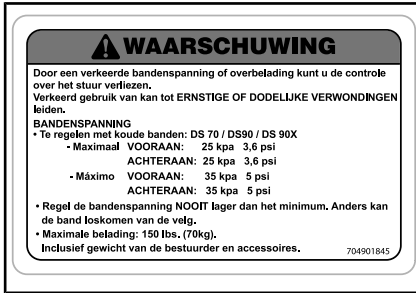 WAARSCHUWING
Door een verkeerde bandenspanning of overbelading kunt u de controle
over het stuur verliezen.
Verkeerd gebruik van kan tot ERNSTIGE OF DODELIJKE VERWONDINGEN
leiden.
BANDENSPANNING
• Te regelen met koude banden: DS 70 / DS90 / DS 90X
- Maximaal VOORAAN: 25 kpa 3,6 psi
ACHTERAAN: 25 kpa 3,6 psi
- Máximo VOORAAN: 35 kpa 5 psi
ACHTERAAN: 35 kpa 5 psi
• Regel de bandenspanning NOOIT lager dan het minimum. Anders kan
de band loskomen van de velg.
• Maximale belading: 150 lbs. (70kg).
Inclusief gewicht van de bestuurder en accessoires.
704901845